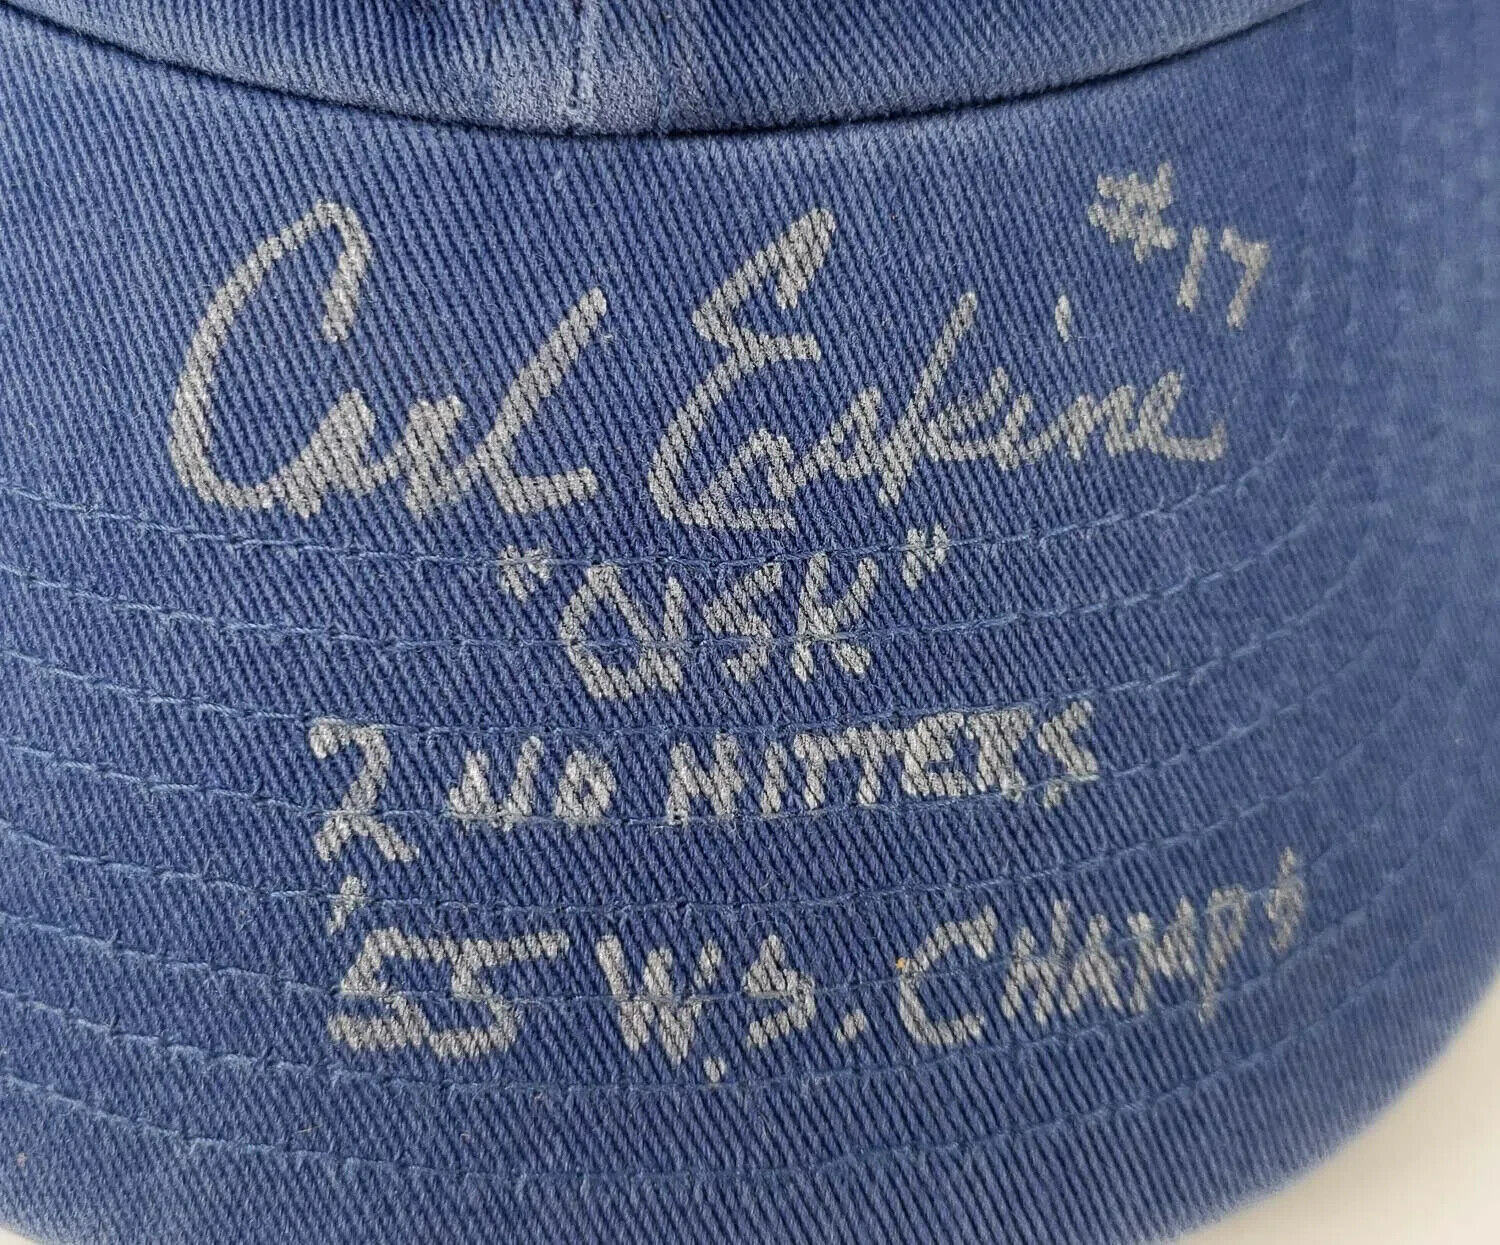 Carl Erskine #17
"OISK"
2 NO HITTERS
'55 W.S. CHAMPS